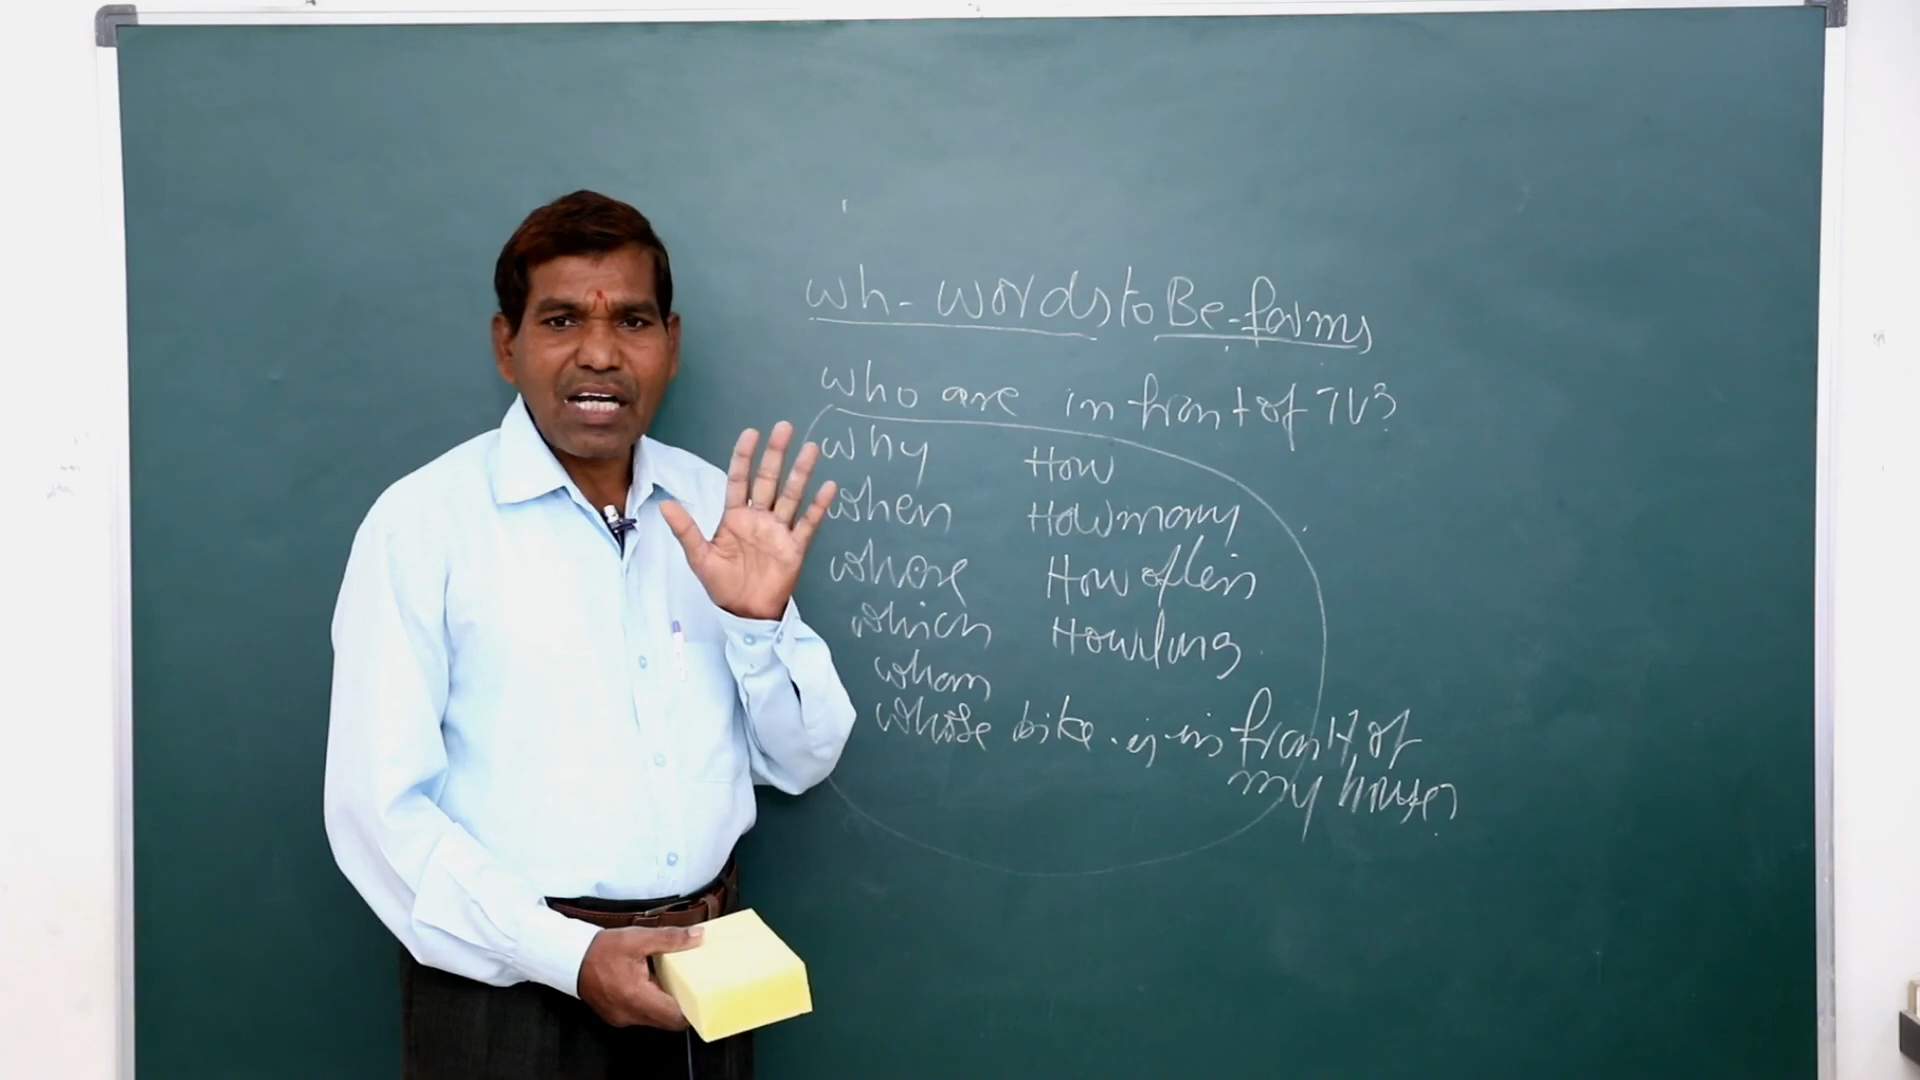 Wh-Words to Be-forms
Who are in front of TV?
Why How
When How many
Where How often
Which How long
Whom
Whose bike is in front of
my house?